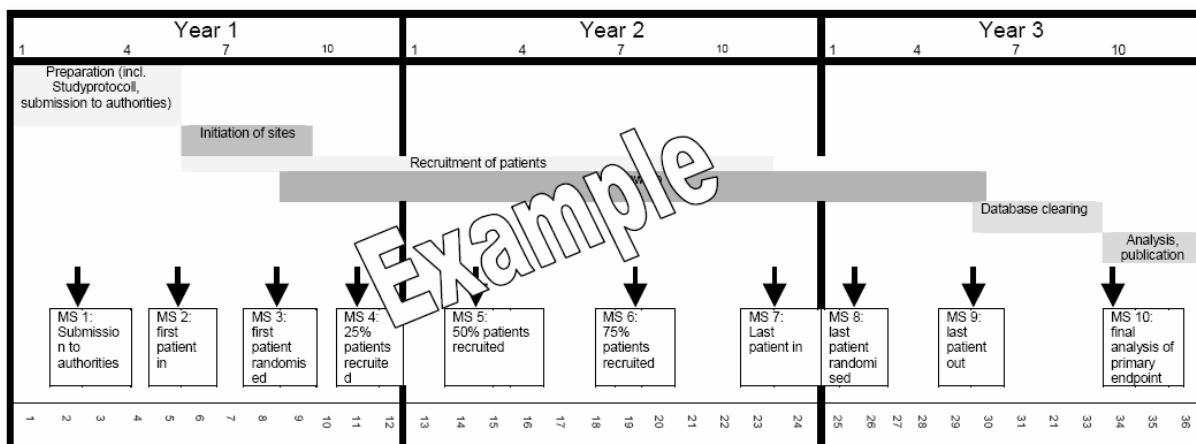 Year 1 Year 2 Year 3
1 4 7 10 1 4 7 10 1 4 7 10
Preparation (incl.
Studyprotocoll,
submission to authorities)
Initiation of sites
Recruitment of patients
Database clearing
Analysis,
publication
Example
MS 1:
Submissio
n to
authorities
MS 2:
first
patient
in
MS 3:
first
patient
randomis
ed
MS 4:
25%
patients
recruite
d
MS 5:
50% patients
recruited
MS 6:
75%
patients
recruited
MS 7:
Last
patient in
MS 8:
last
patient
randomi
sed
MS 9:
last
patient
out
MS 10:
final
analysis of
primary
endpoint
1 2 3 4 5 6 7 8 9 10 11 12 13 14 15 16 17 18 19 20 21 22 23 24 25 26 27 28 29 30 31 32 33 34 35 36